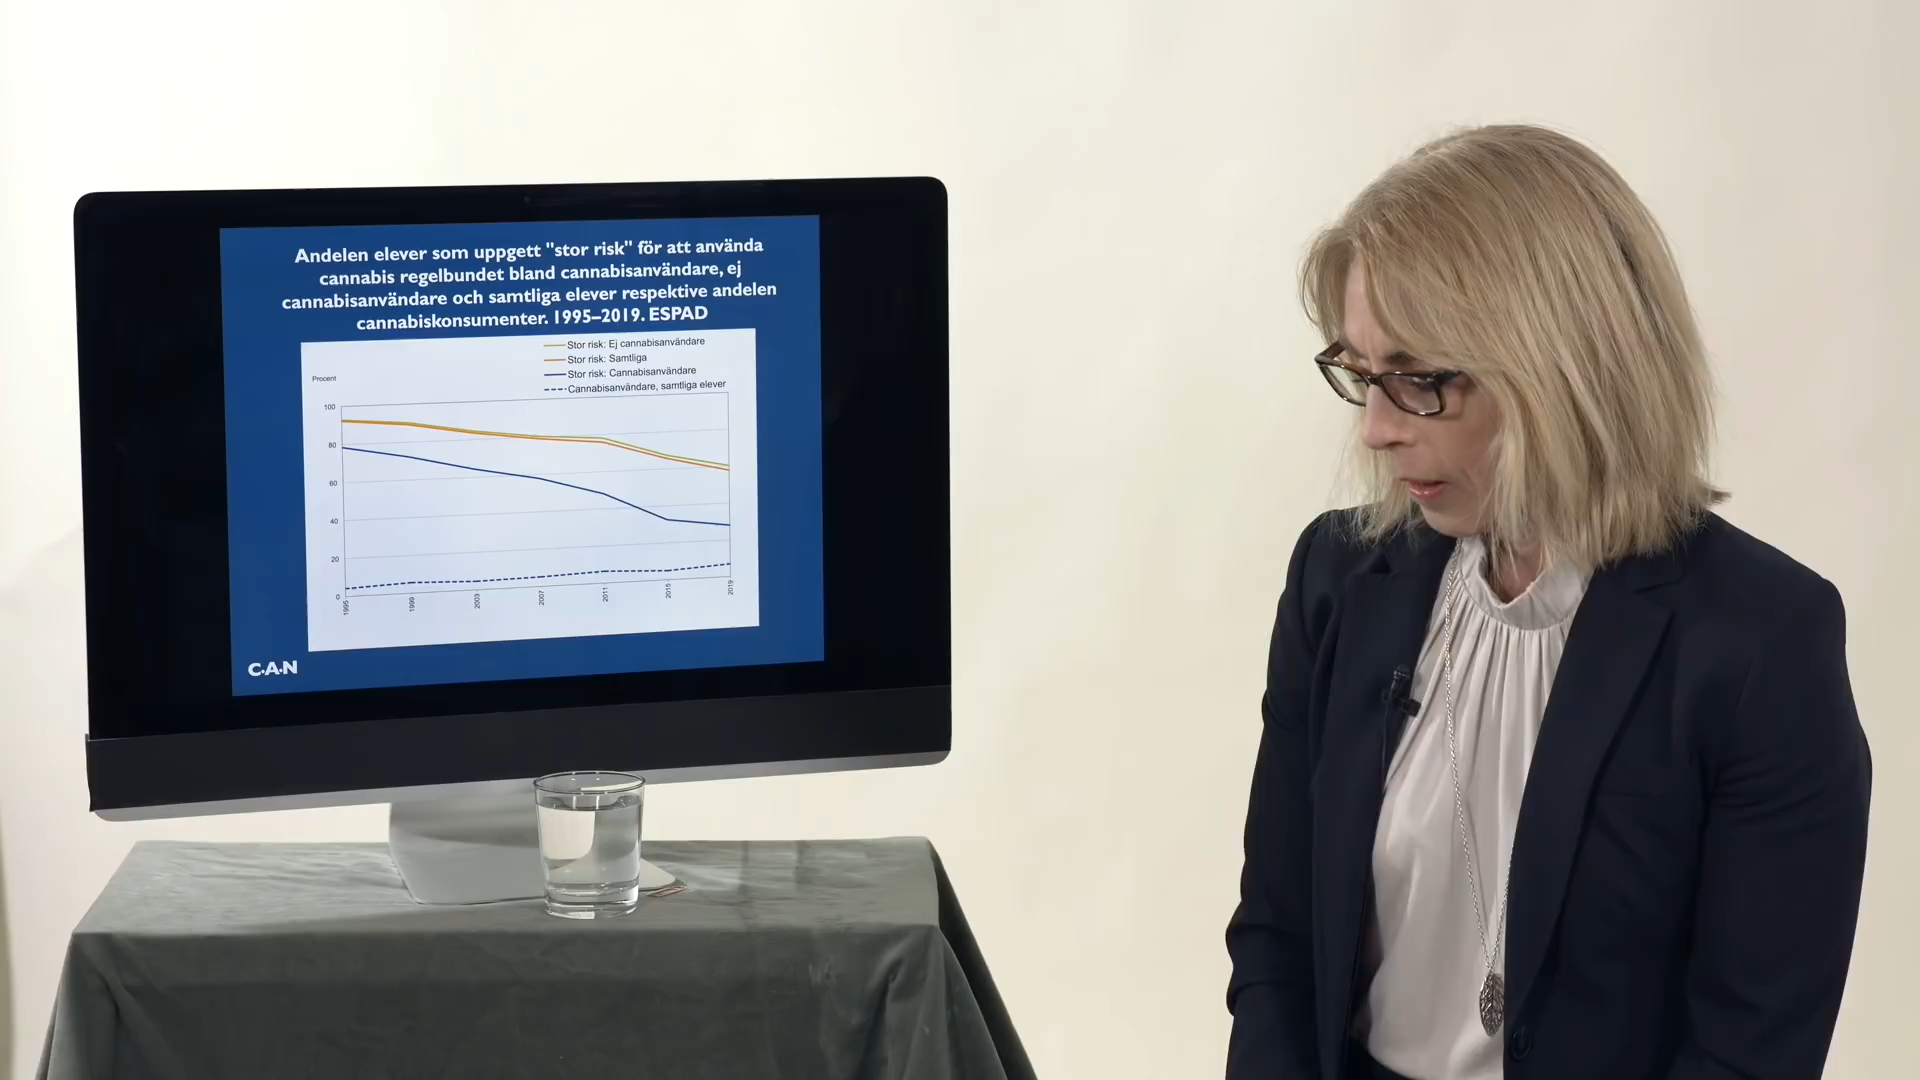 Andelen elever som uppgett "stor risk" för att använda
cannabis regelbundet bland cannabisanvändare, ej
cannabisanvändare och samtliga elever respektive andelen
cannabiskonsumenter. 1995–2019. ESPAD
Stor risk: Ej cannabisanvändare
Stor risk: Samtliga
Stor risk: Cannabisanvändare
Cannabisanvändare, samtliga elever
Procent
100
80
60
40
20
0
1995
1999
2003
2007
2011
2015
2019
C·A·N